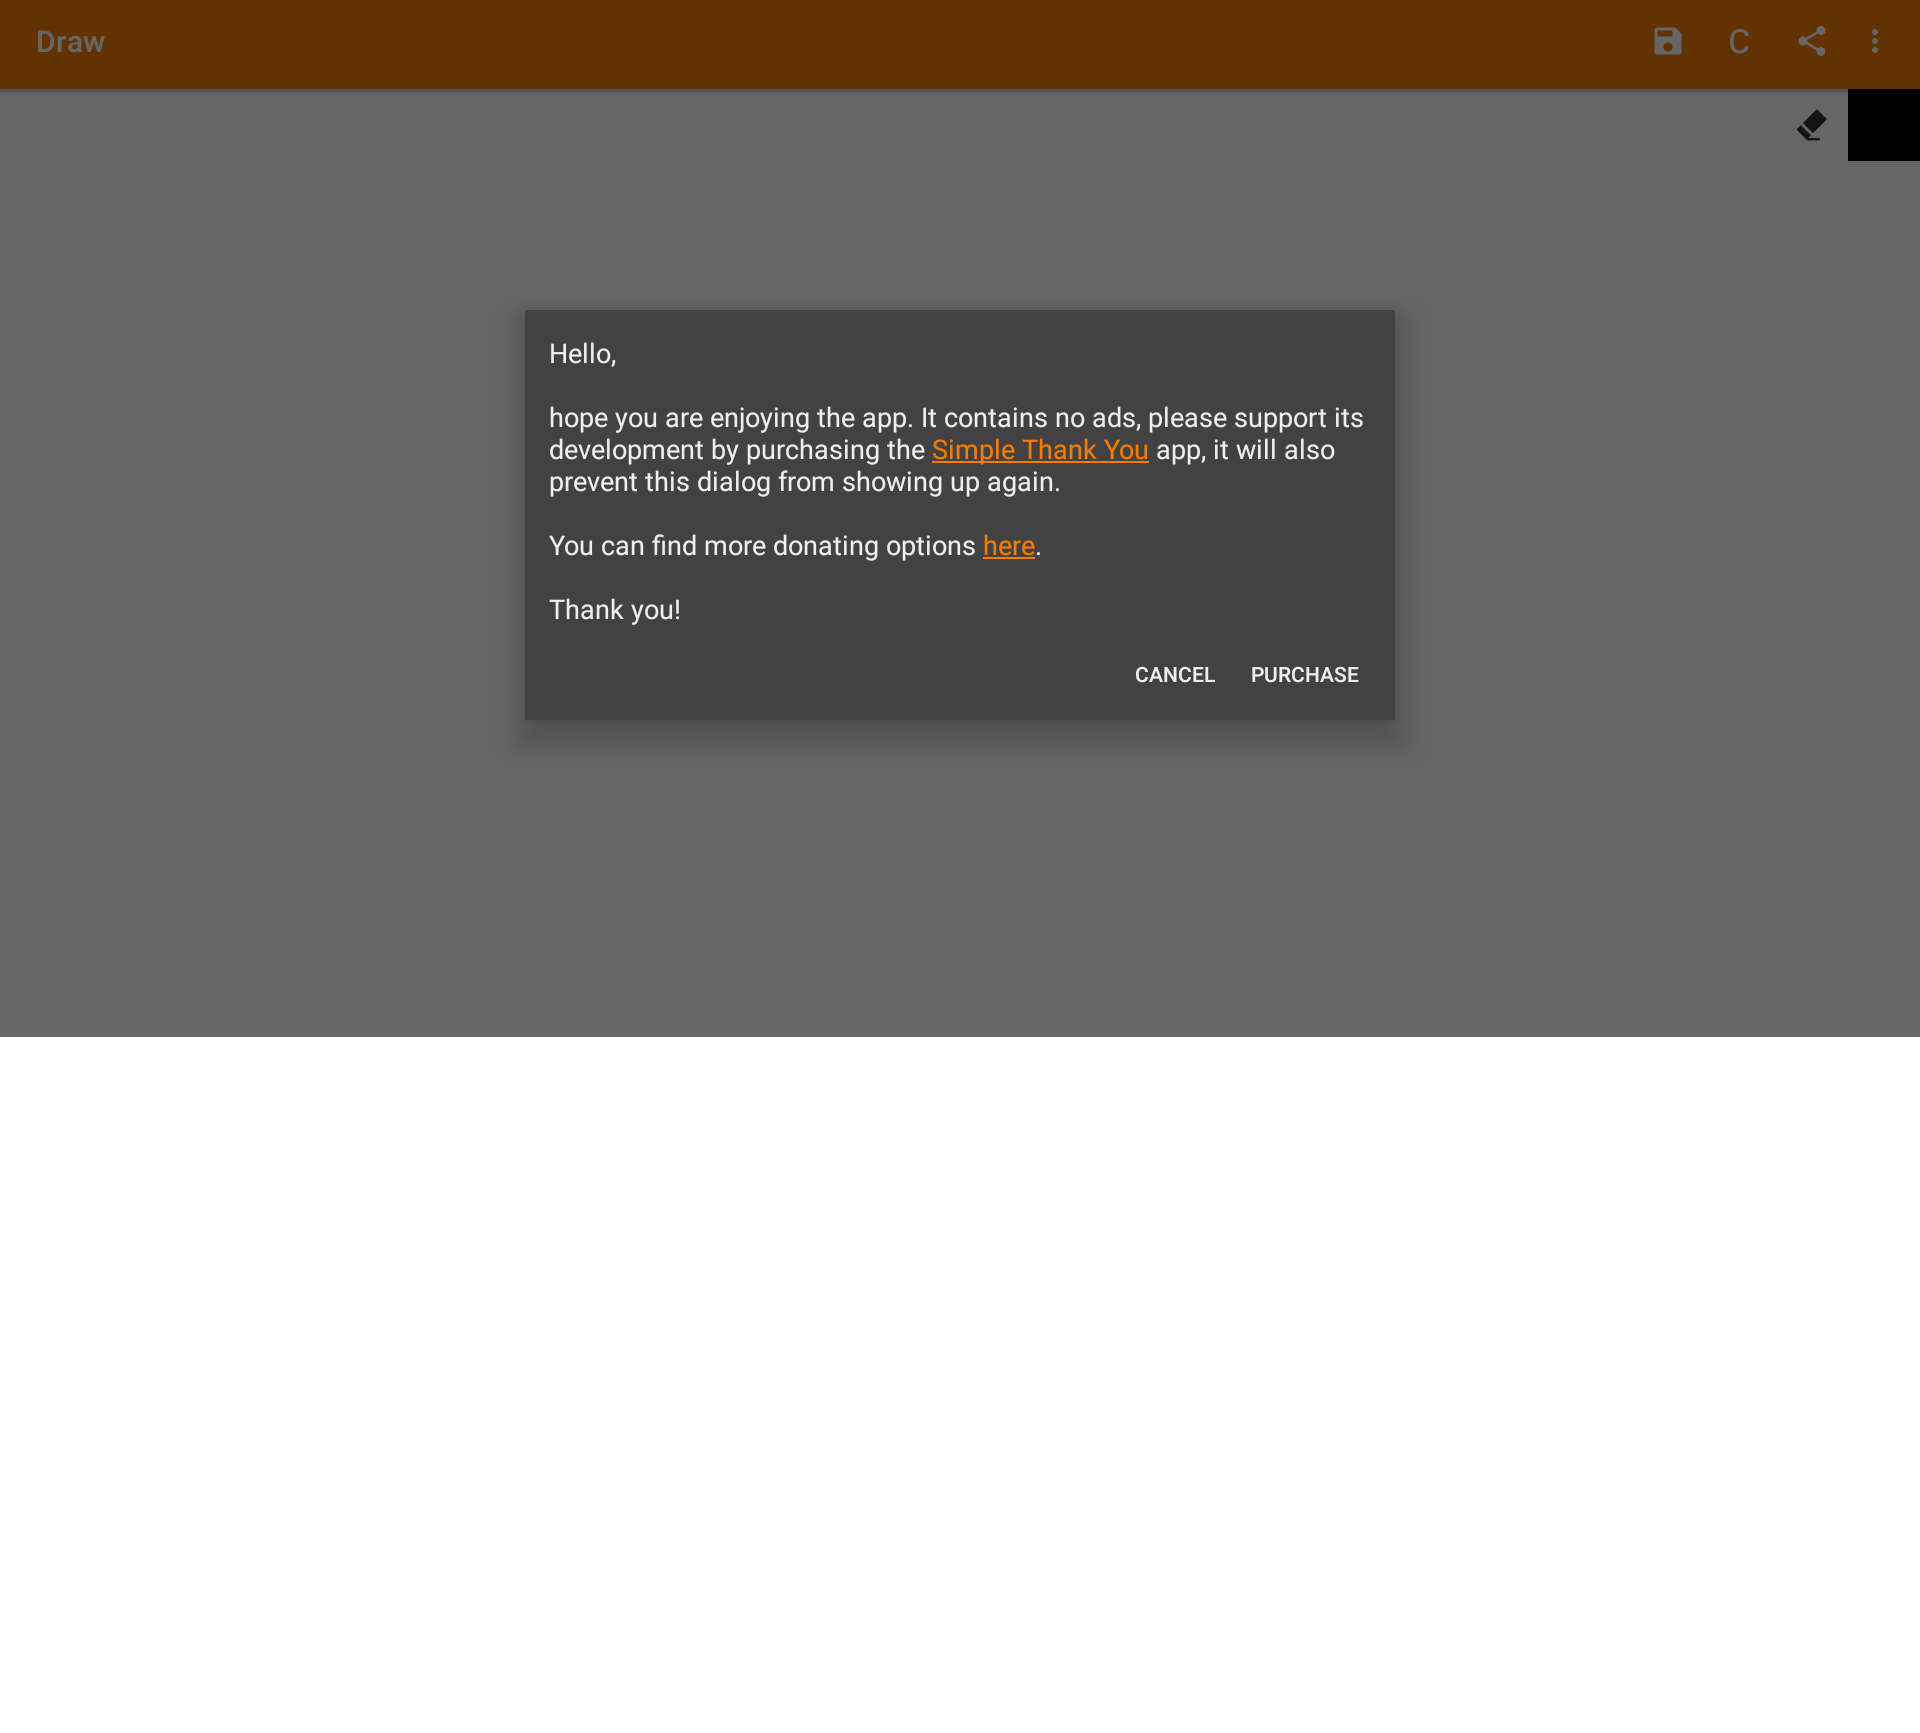 Draw
C
Hello,
hope you are enjoying the app. It contains no ads, please support its
development by purchasing the Simple Thank You app, it will also
prevent this dialog from showing up again.
You can find more donating options here.
Thank you!
CANCEL PURCHASE